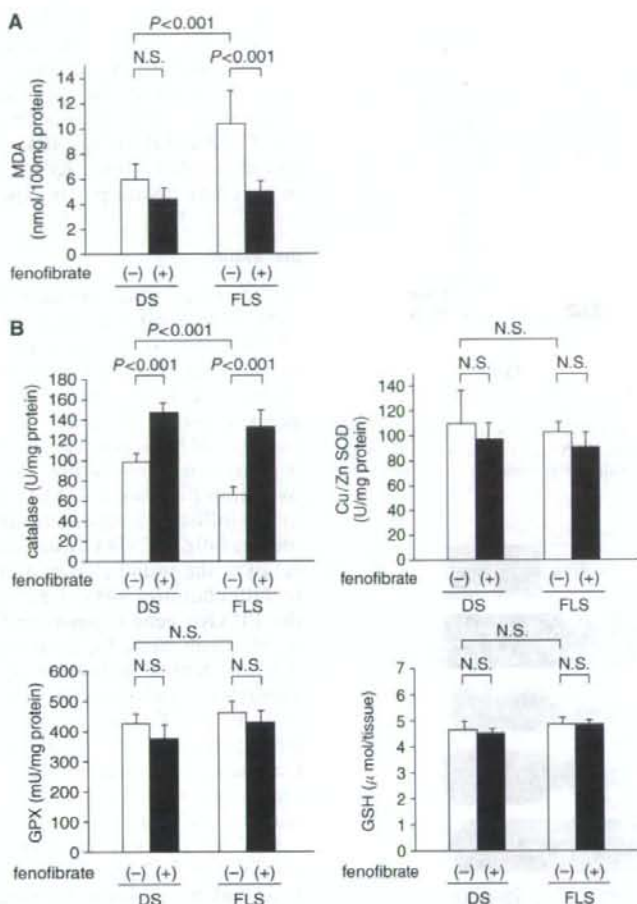 A
P<0.001
N.S.
P<0.001
MDA
(nmol/100mg protein)
14
12
10
8
6
4
2
0
fenofibrate
(−) (+) (−) (+)
DS FLS
B
P<0.001
P<0.001 P<0.001
catalase (U/mg protein)
180
160
140
120
100
80
60
40
20
0
fenofibrate (−) (+) (−) (+)
DS FLS
N.S.
N.S. N.S.
Cu/Zn SOD
(U/mg protein)
140
120
100
80
60
40
20
0
fenofibrate (−) (+) (−) (+)
DS FLS
N.S.
N.S. N.S.
GPX (mU/mg protein)
600
500
400
300
200
100
0
fenofibrate (−) (+) (−) (+)
DS FLS
N.S.
N.S. N.S.
GSH (μ mol/tissue)
7
6
5
4
3
2
1
0
fenofibrate (−) (+) (−) (+)
DS FLS